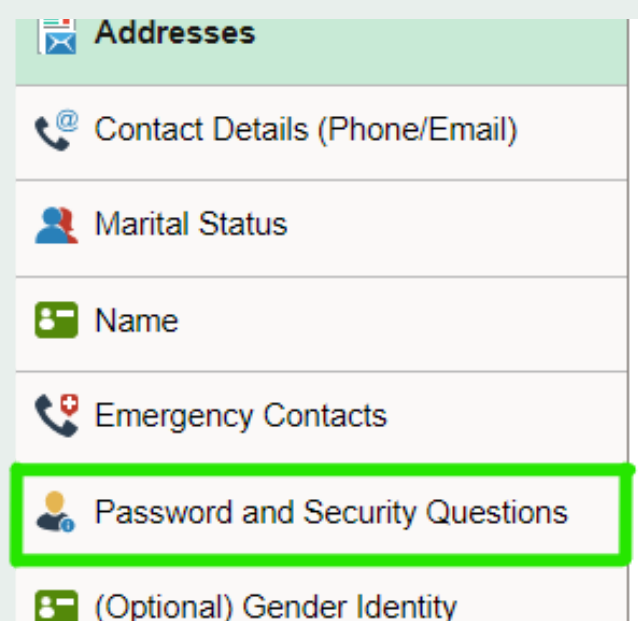 Addresses
Contact Details (Phone/Email)
Marital Status
Name
Emergency Contacts
Password and Security Questions
(Optional) Gender Identity